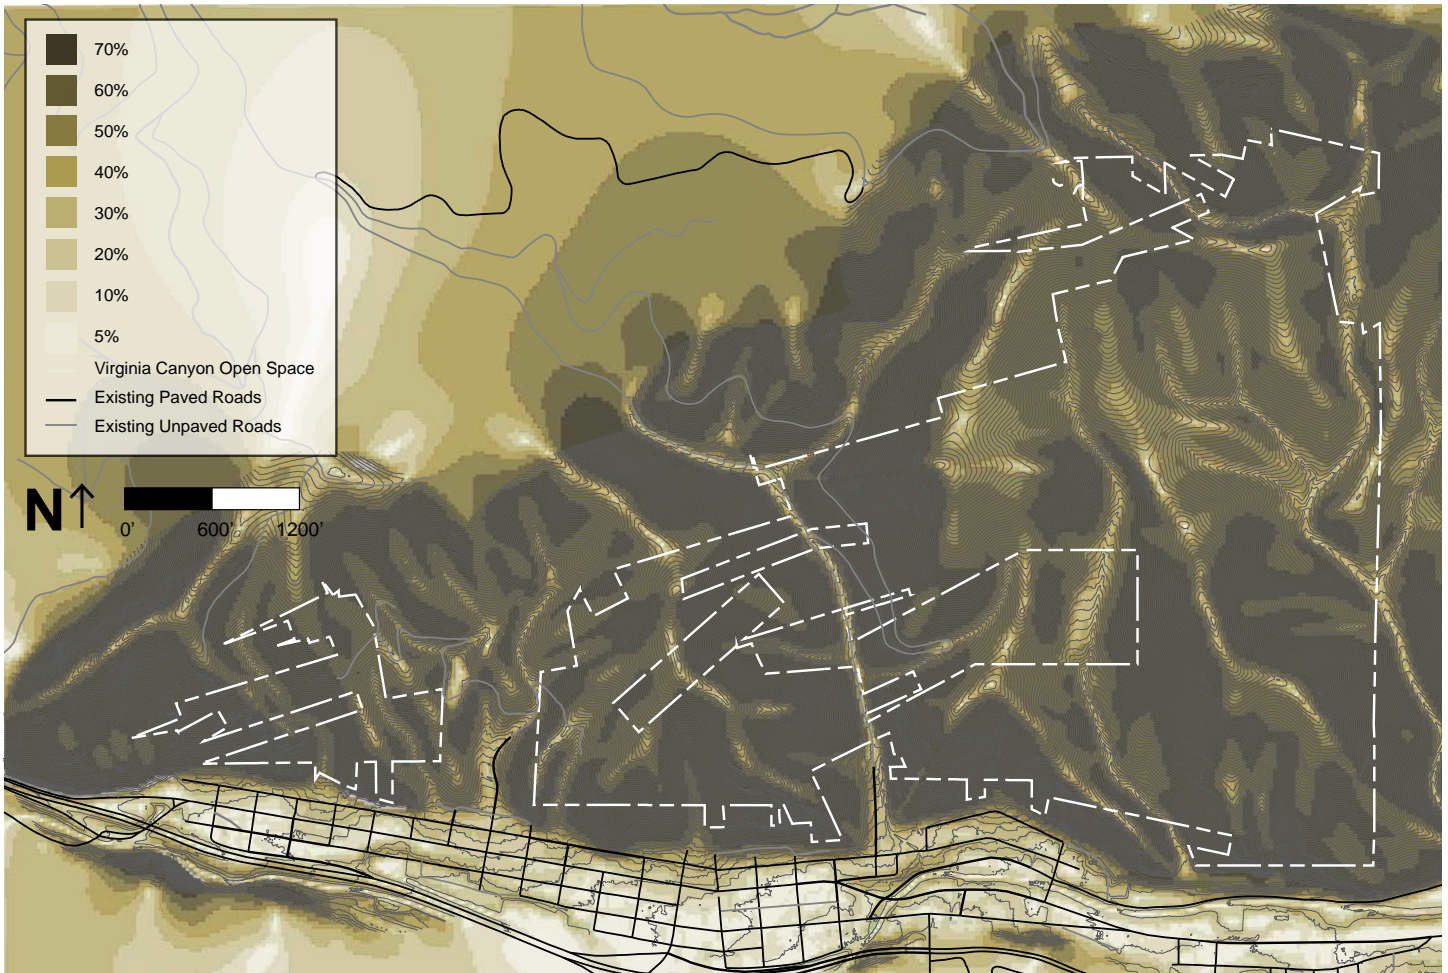 70%
60%
50%
40%
30%
20%
10%
5%
Virginia Canyon Open Space
Existing Paved Roads
Existing Unpaved Roads
N
0' 600' 1200'